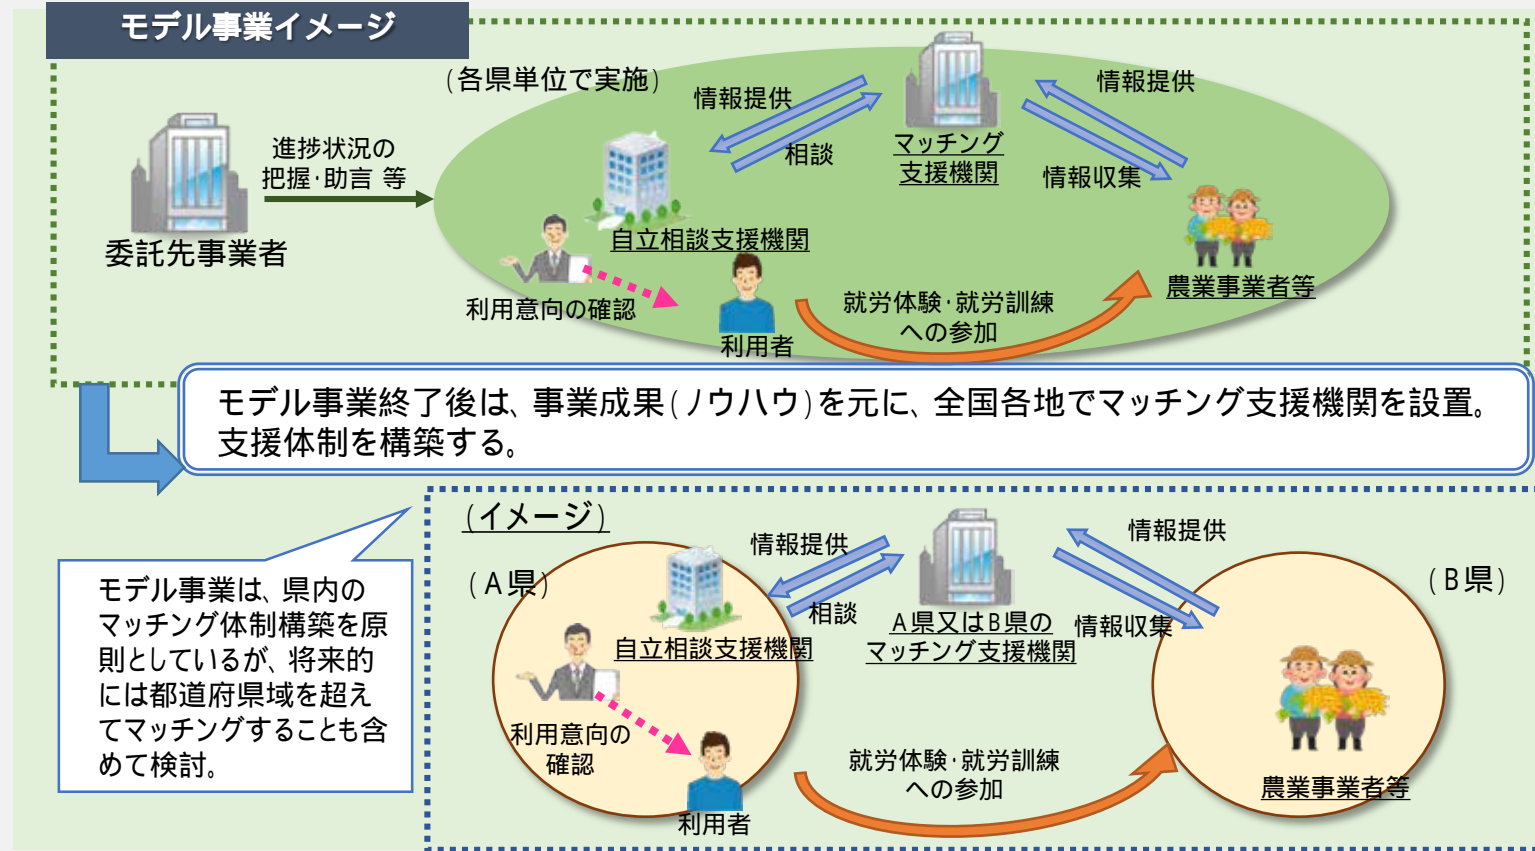 モデル事業イメージ
(各県単位で実施)
情報提供
相談
マッチング
支援機関
情報提供
情報収集
進捗状況の
把握・助言 等
委託先事業者
自立相談支援機関
利用意向の確認
利用者
就労体験・就労訓練
への参加
農業事業者等
モデル事業終了後は、事業成果(ノウハウ)を元に、全国各地でマッチング支援機関を設置。
支援体制を構築する。
モデル事業は、県内の
マッチング体制構築を原
則としているが、将来的
には都道府県域を超え
てマッチングすることも含
めて検討。
(イメージ)
(A県)
情報提供
相談
A県又はB県の
マッチング支援機関
情報提供
情報収集
(B県)
自立相談支援機関
利用意向の
確認
利用者
就労体験・就労訓練
への参加
農業事業者等